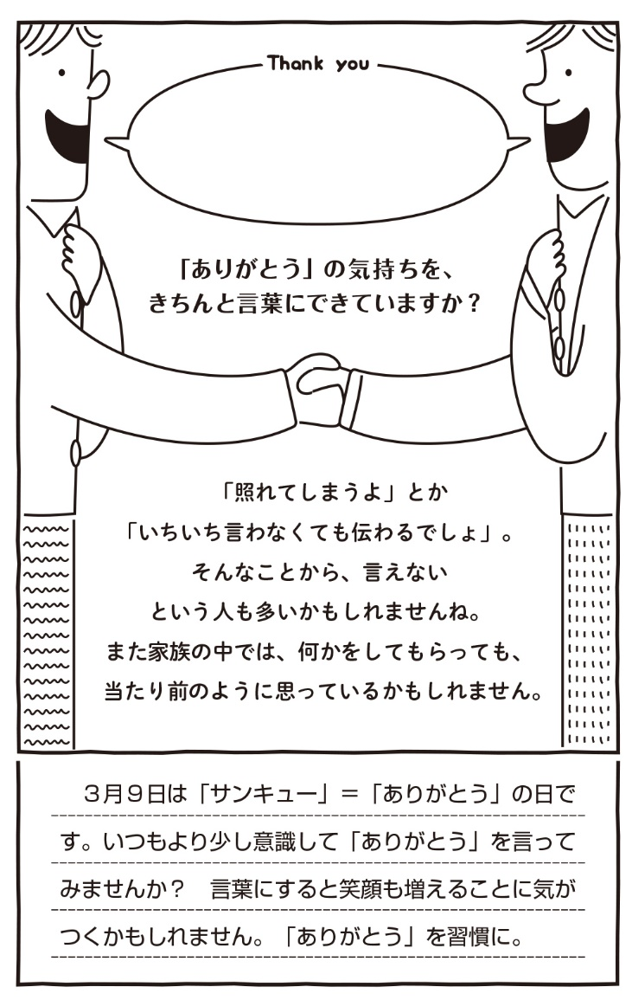 Thank you
「ありがとう」の気持ちを、
きちんと言葉にできていますか？
「照れてしまうよ」とか
「いちいち言わなくても伝わるでしょ」。
そんなことから、言えない
という人も多いかもしれませんね。
また家族の中では、何かをしてもらっても、
当たり前のように思っているかもしれません。
３月９日は「サンキュー」＝「ありがとう」の日で
す。いつもより少し意識して「ありがとう」を言って
みませんか？　言葉にすると笑顔も増えることに気が
つくかもしれません。「ありがとう」を習慣に。